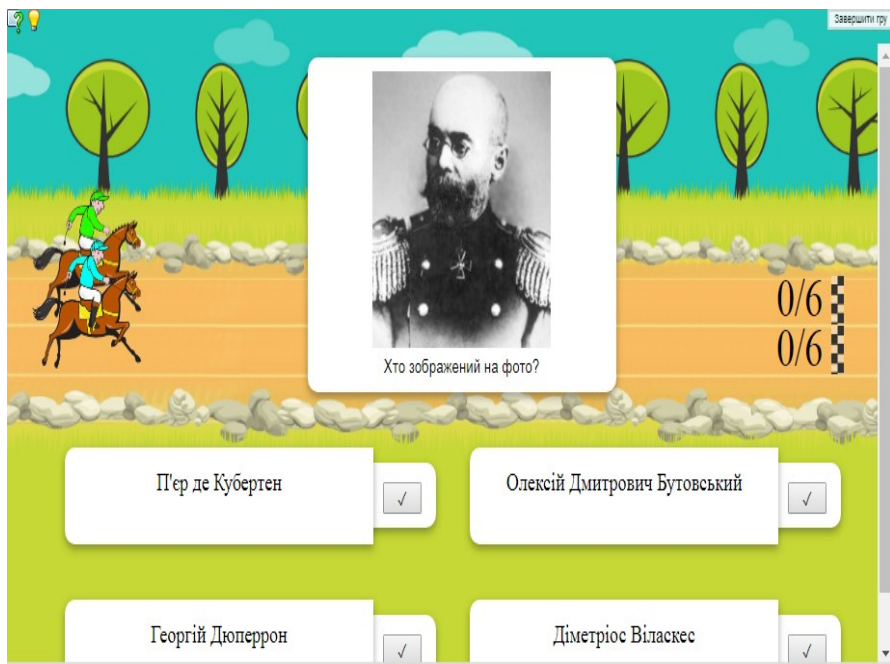 Завершити гру
Хто зображений на фото?
0/6
0/6
П'єр де Кубертен
√
Олексій Дмитрович Бутовський
√
Георгій Дюперрон
√
Діметріос Віласкес
√